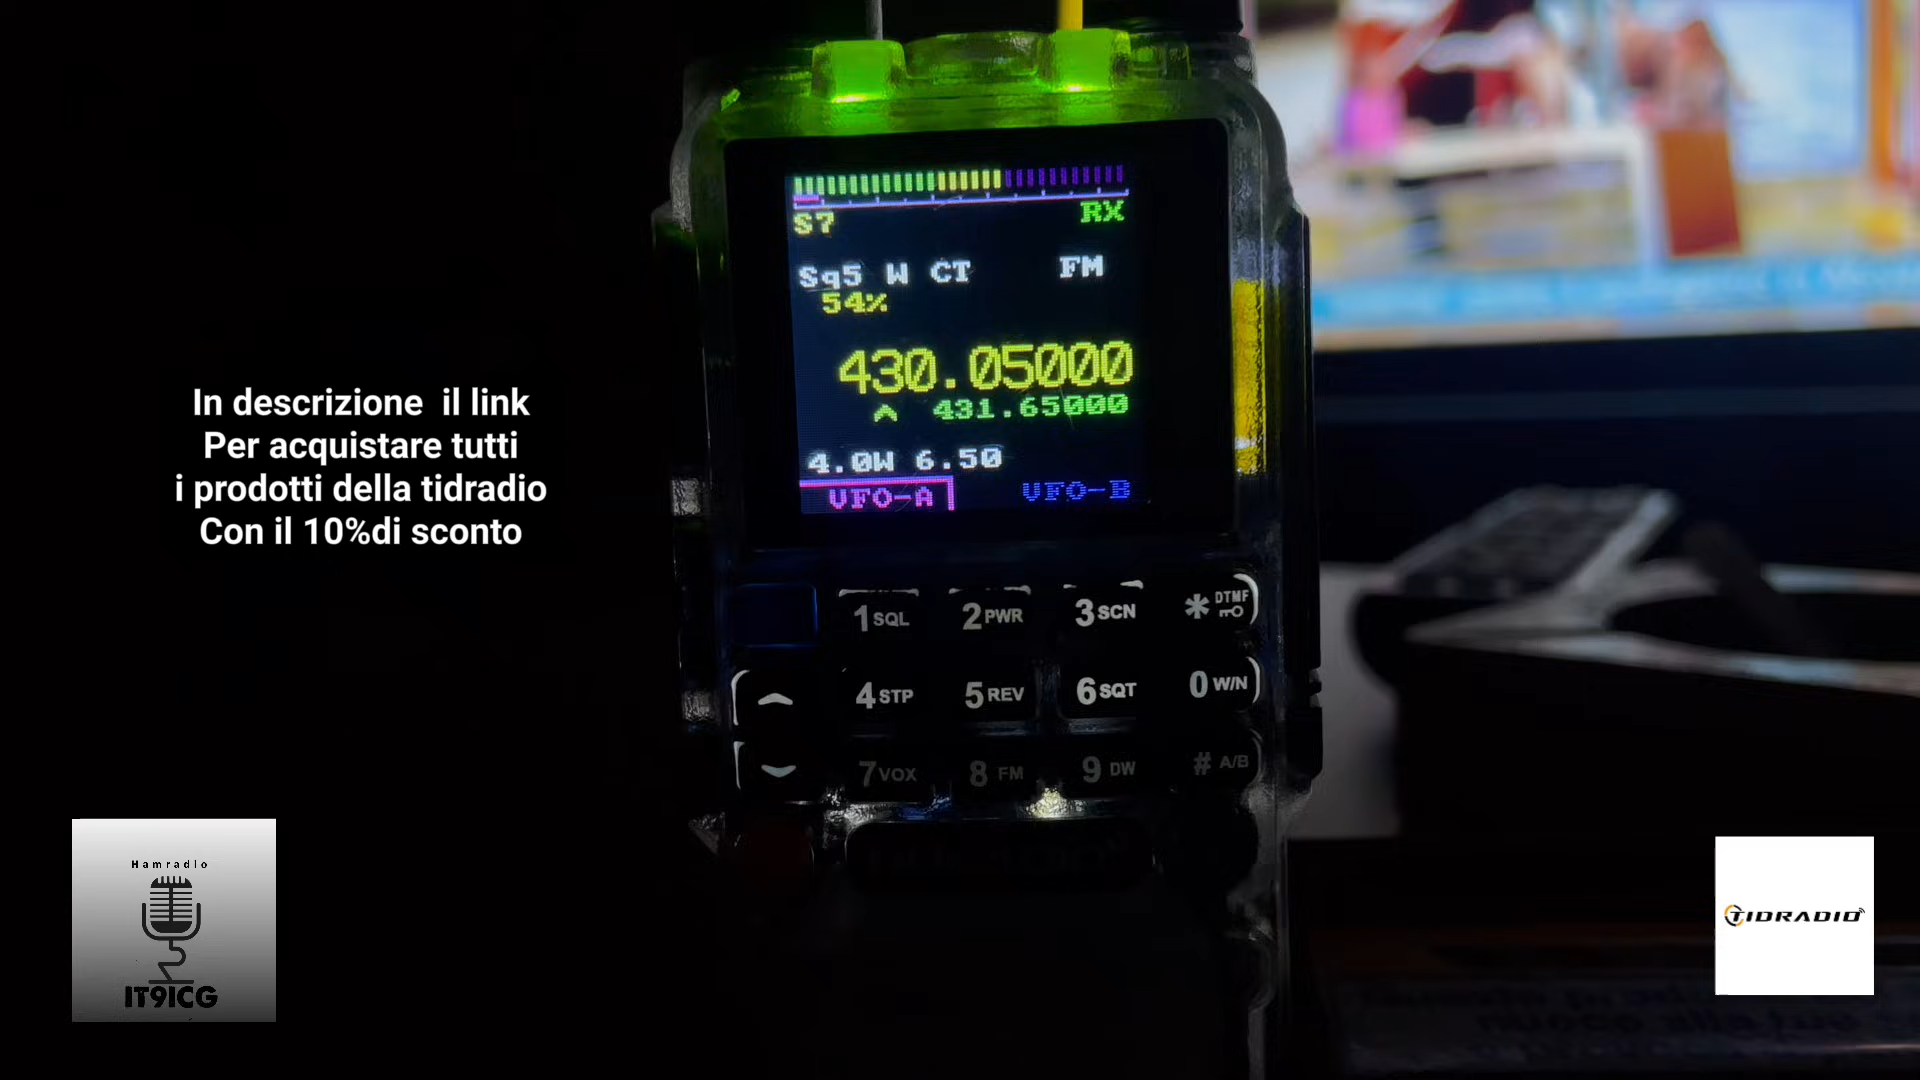 S7
RX
Sq5 W CT FM
54%
430.05000
431.65000
4.0W 6.50
VFO-A VFO-B
1 SQL 2 PWR 3 SCN * DTMF
4 STP 5 REV 6 SQT 0 W/N
7 VOX 8 FM 9 DW # A/B
In descrizione il link
Per acquistare tutti
i prodotti della tidradio
Con il 10%di sconto
Hamradio
IT9ICG
TIDRADIO